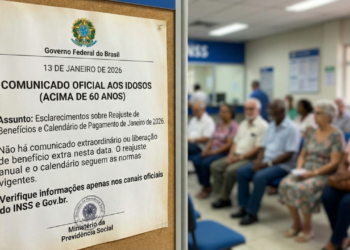 Governo Federal do Brasil
13 DE JANEIRO DE 2026
COMUNICADO OFICIAL AOS IDOSOS
(ACIMA DE 60 ANOS)
Assunto: Esclarecimentos sobre Reajuste de
Benefícios e Calendário de Pagamento de Janeiro de 2026.
Não há comunicado extraordinário ou liberação
de benefício extra nesta data. O reajuste
anual e o calendário seguem as normas
vigentes.
Verifique informações apenas nos canais oficiais
do INSS e Gov.br.
Ministério da
Previdência Social
INSS